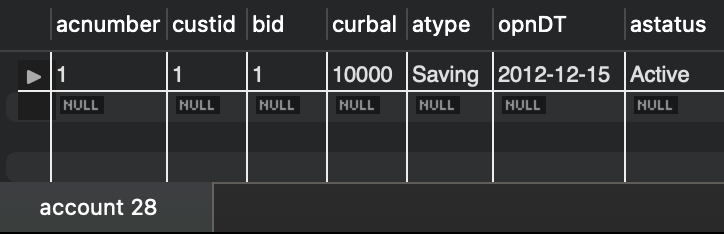 acnumber custid bid curbal atype opnDT astatus
1 1 1 10000 Saving 2012-12-15 Active
NULL NULL NULL NULL NULL NULL NULL
account 28